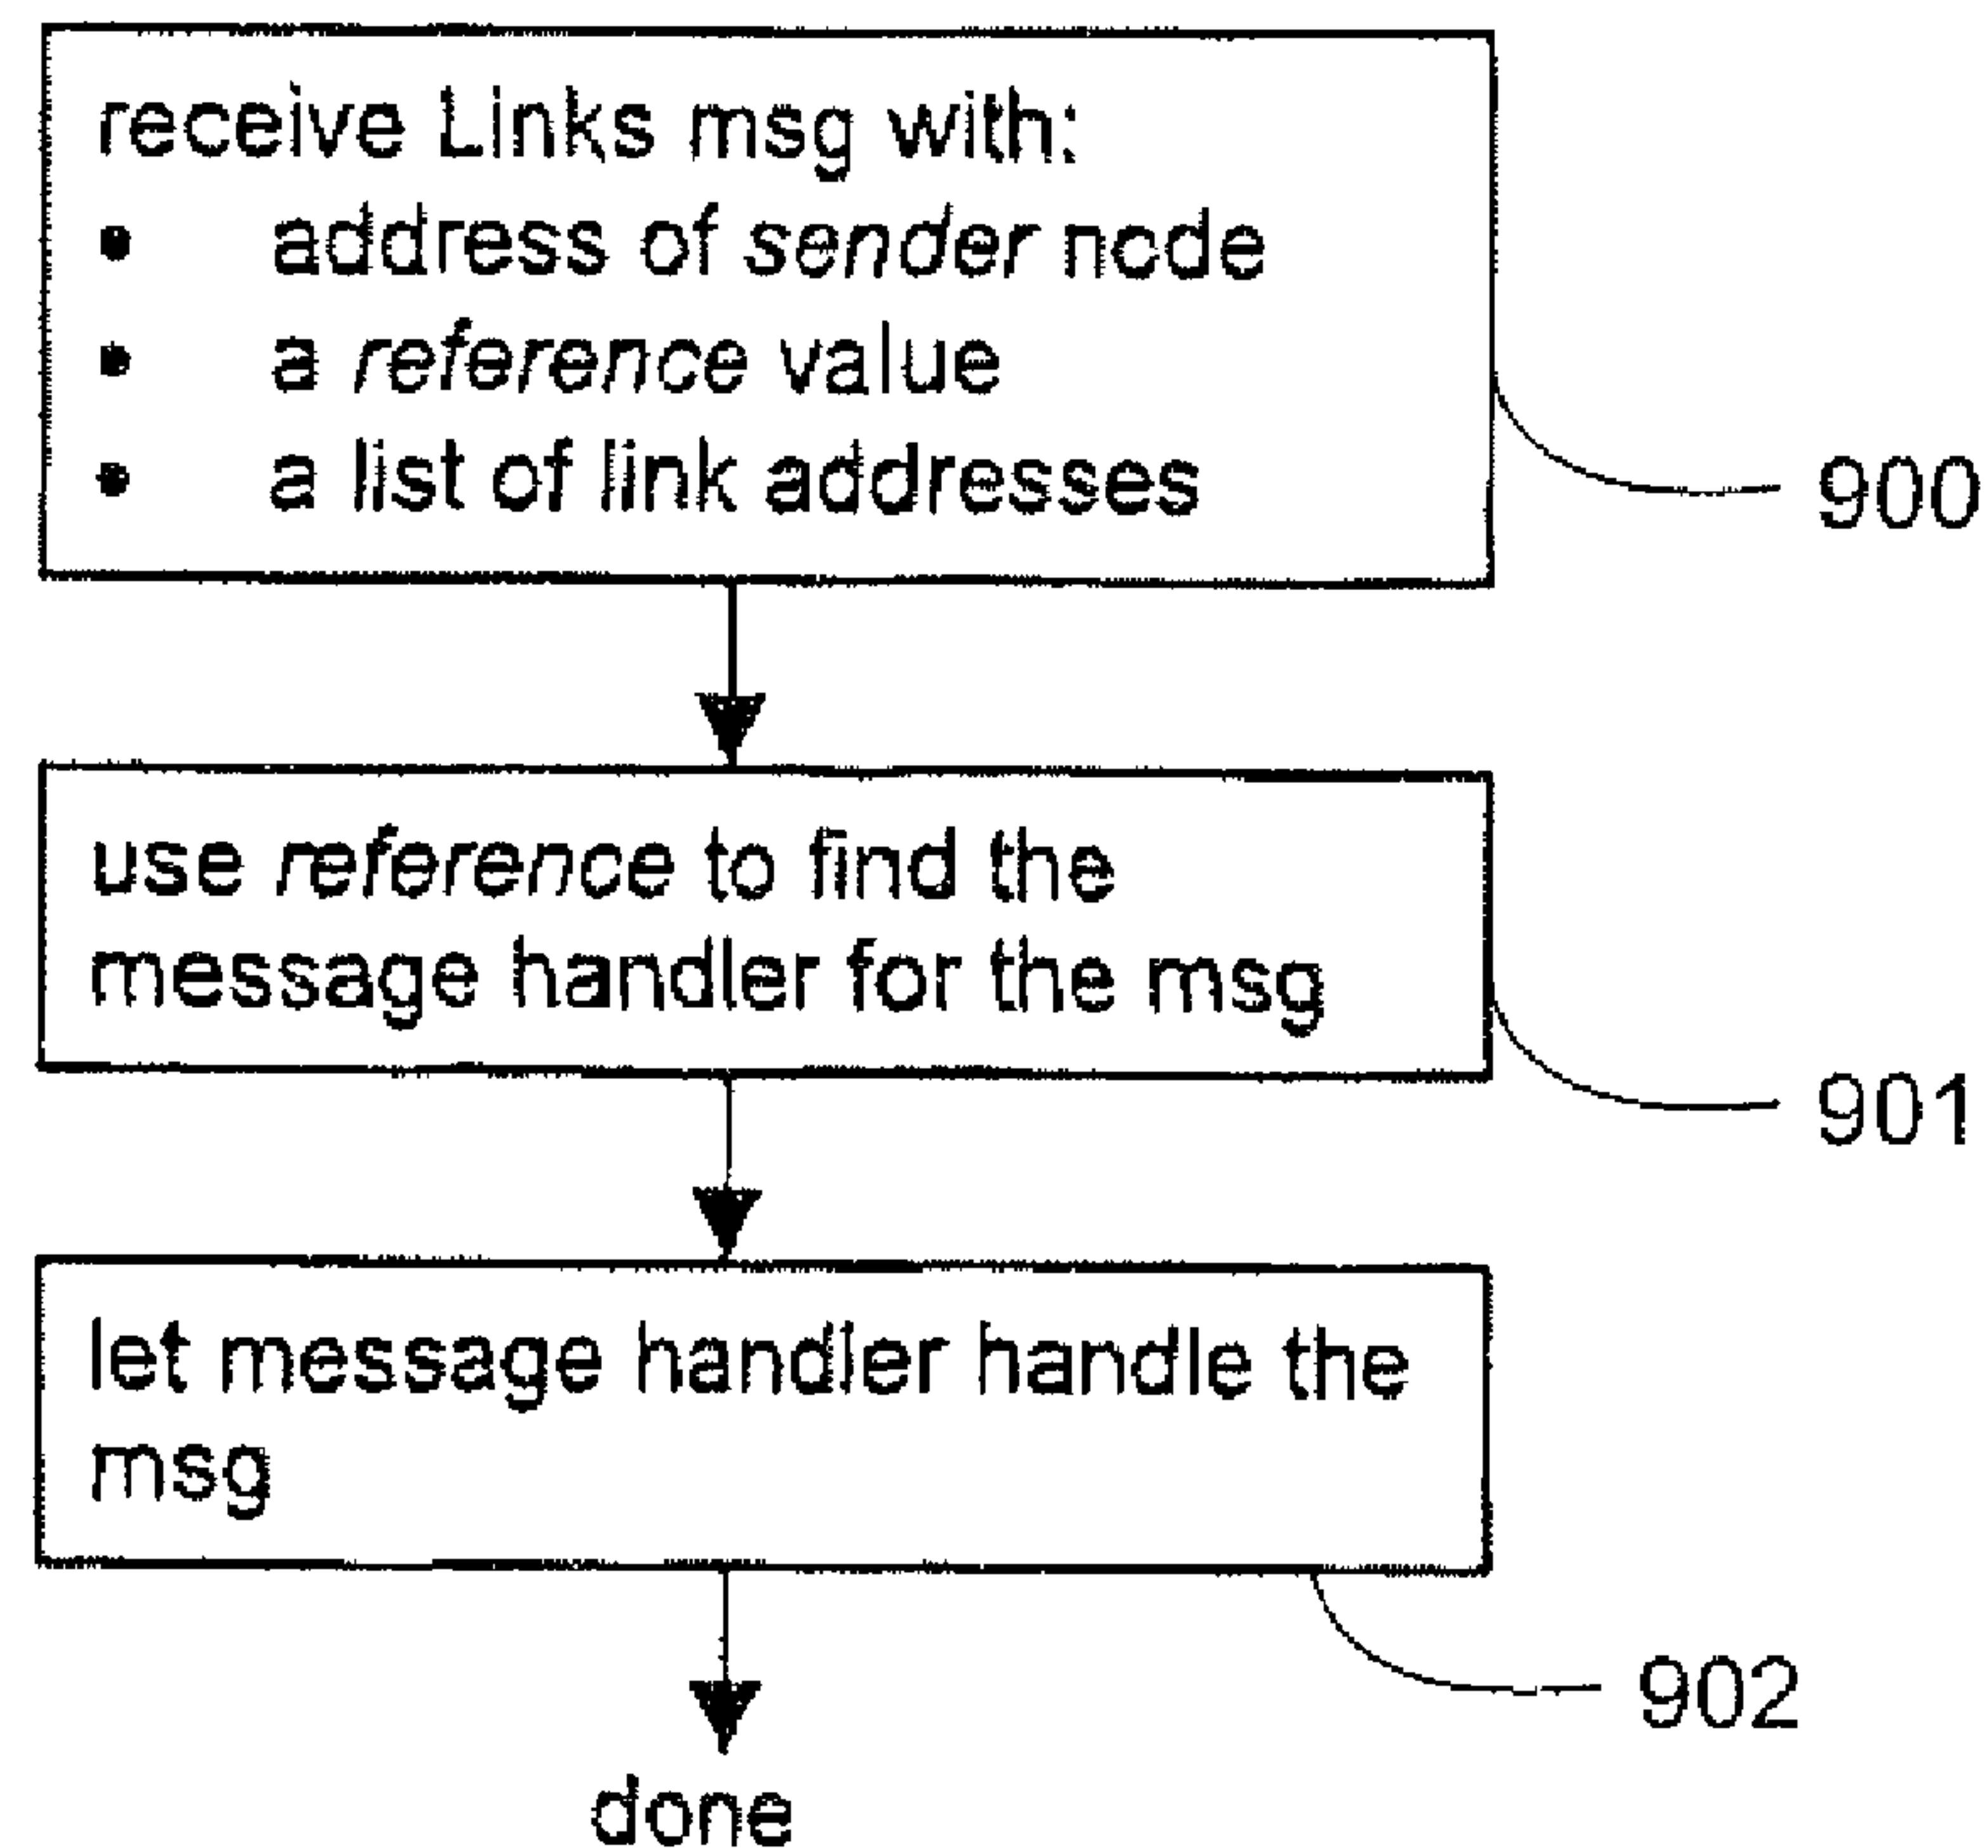 receive Links msg with:
• address of sender node
• a reference value
• a list of link addresses
900
use reference to find the
message handler for the msg
901
let message handler handle the
msg
902
done